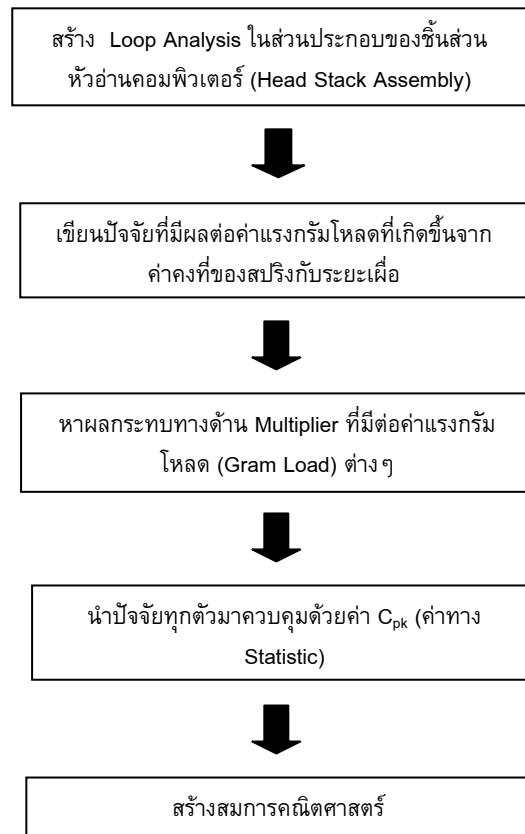 สร้าง Loop Analysis ในส่วนประกอบของชิ้นส่วน
หัวอ่านคอมพิวเตอร์ (Head Stack Assembly)
เขียนปัจจัยที่มีผลต่อค่าแรงกรัมโหลดที่เกิดขึ้นจาก
ค่าคงที่ของสปริงกับระยะเผื่อ
หาผลกระทบทางด้าน Multiplier ที่มีต่อค่าแรงกรัม
โหลด (Gram Load) ต่างๆ
นำปัจจัยทุกตัวมาควบคุมด้วยค่า Cpk (ค่าทาง
Statistic)
สร้างสมการคณิตศาสตร์